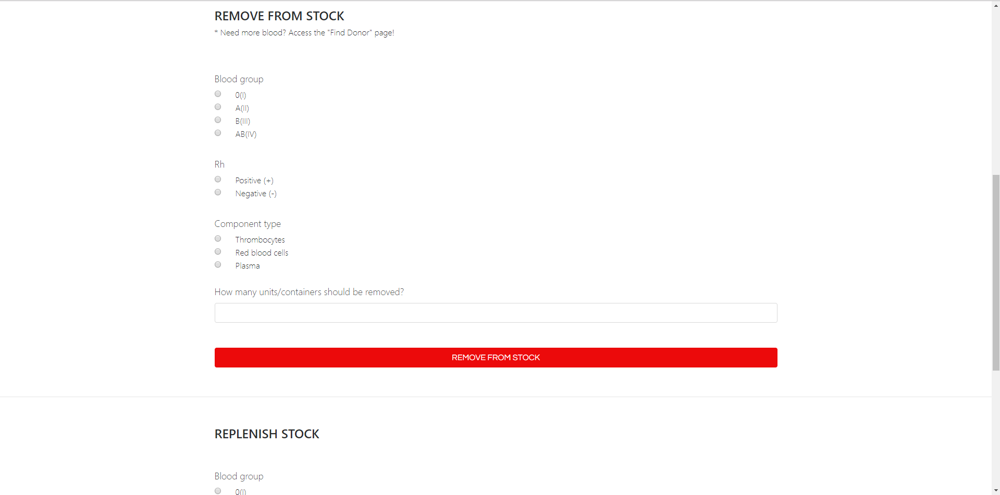 REMOVE FROM STOCK
* Need more blood? Access the "Find Donor" page!
Blood group
0(I)
A(II)
B(III)
AB(IV)
Rh
Positive (+)
Negative (-)
Component type
Thrombocytes
Red blood cells
Plasma
How many units/containers should be removed?
REMOVE FROM STOCK
REPLENISH STOCK
Blood group
0(I)